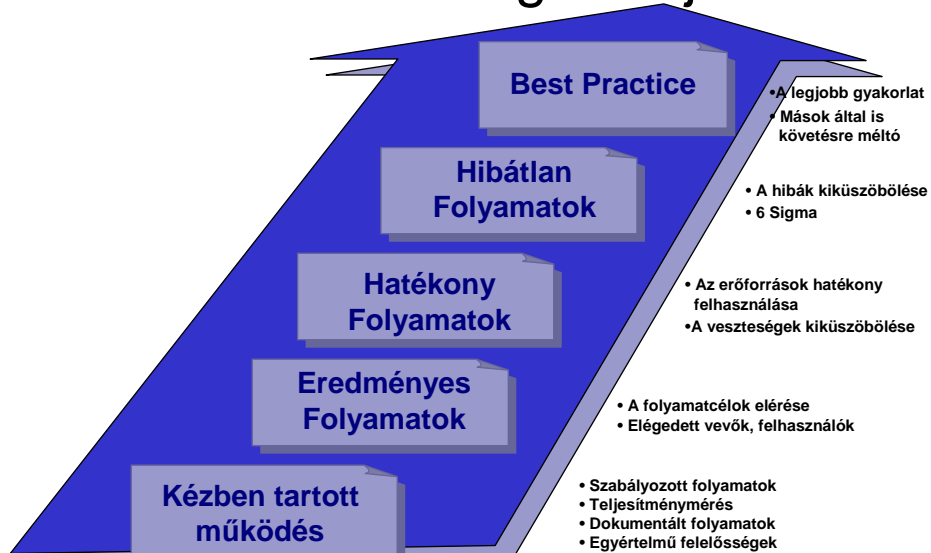 Best Practice
•A legjobb gyakorlat
• Mások által is
követésre méltó
Hibátlan
Folyamatok
• A hibák kiküszöbölése
• 6 Sigma
Hatékony
Folyamatok
• Az erőforrások hatékony
felhasználása
•A veszteségek kiküszöbölése
Eredményes
Folyamatok
• A folyamatcélok elérése
• Elégedett vevők, felhasználók
Kézben tartott
működés
• Szabályozott folyamatok
• Teljesítménymérés
• Dokumentált folyamatok
• Egyértelmű felelősségek